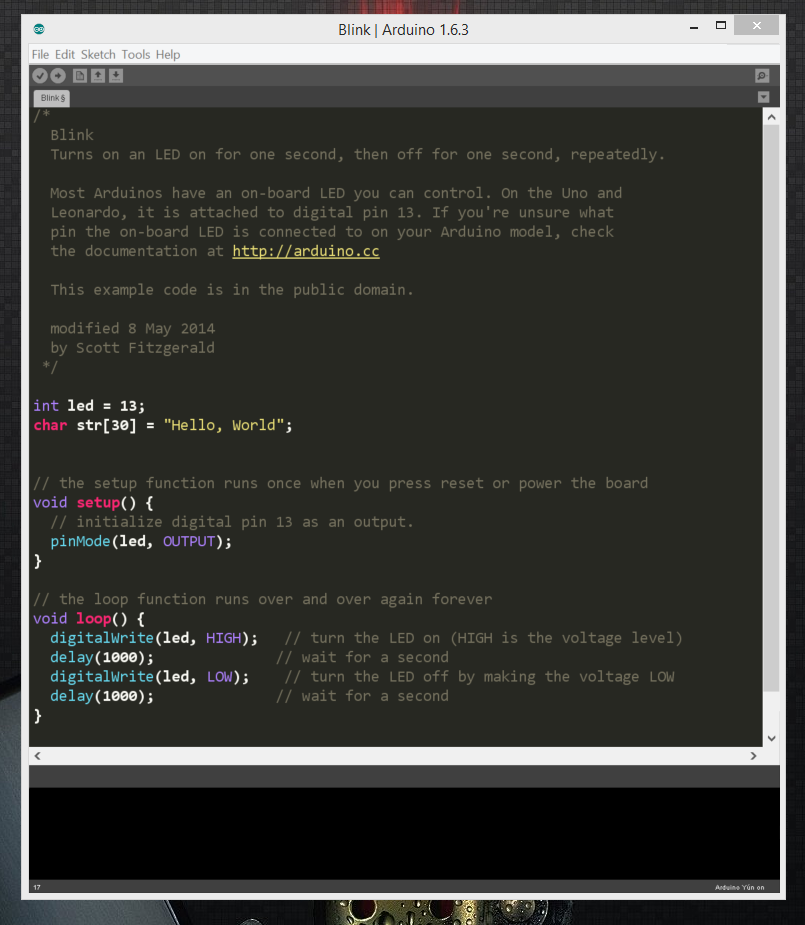 Blink | Arduino 1.6.3
File Edit Sketch Tools Help
Blink §
/*
  Blink
  Turns on an LED on for one second, then off for one second, repeatedly.

  Most Arduinos have an on-board LED you can control. On the Uno and
  Leonardo, it is attached to digital pin 13. If you're unsure what
  pin the on-board LED is connected to on your Arduino model, check
  the documentation at http://arduino.cc

  This example code is in the public domain.

  modified 8 May 2014
  by Scott Fitzgerald
 */

int led = 13;
char str[30] = "Hello, World";


// the setup function runs once when you press reset or power the board
void setup() {
  // initialize digital pin 13 as an output.
  pinMode(led, OUTPUT);
}

// the loop function runs over and over again forever
void loop() {
  digitalWrite(led, HIGH);   // turn the LED on (HIGH is the voltage level)
  delay(1000);              // wait for a second
  digitalWrite(led, LOW);    // turn the LED off by making the voltage LOW
  delay(1000);              // wait for a second
}
17
Arduino Yún on